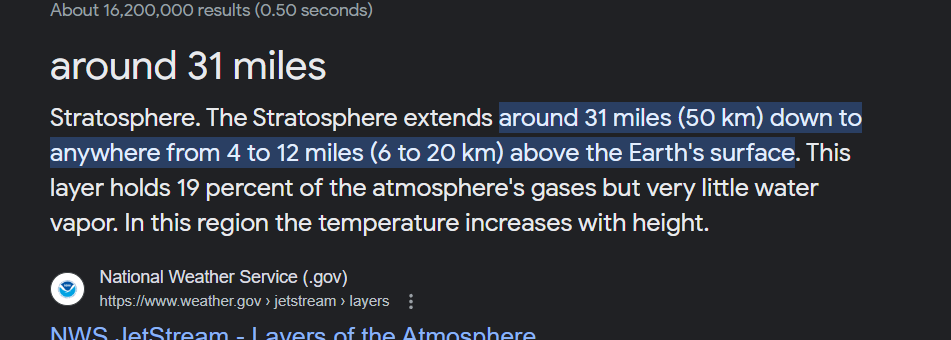 About 16,200,000 results (0.50 seconds)
around 31 miles
Stratosphere. The Stratosphere extends around 31 miles (50 km) down to
anywhere from 4 to 12 miles (6 to 20 km) above the Earth's surface. This
layer holds 19 percent of the atmosphere's gases but very little water
vapor. In this region the temperature increases with height.
National Weather Service (.gov)
https://www.weather.gov › jetstream › layers
NWS JetStream - Layers of the Atmosphere